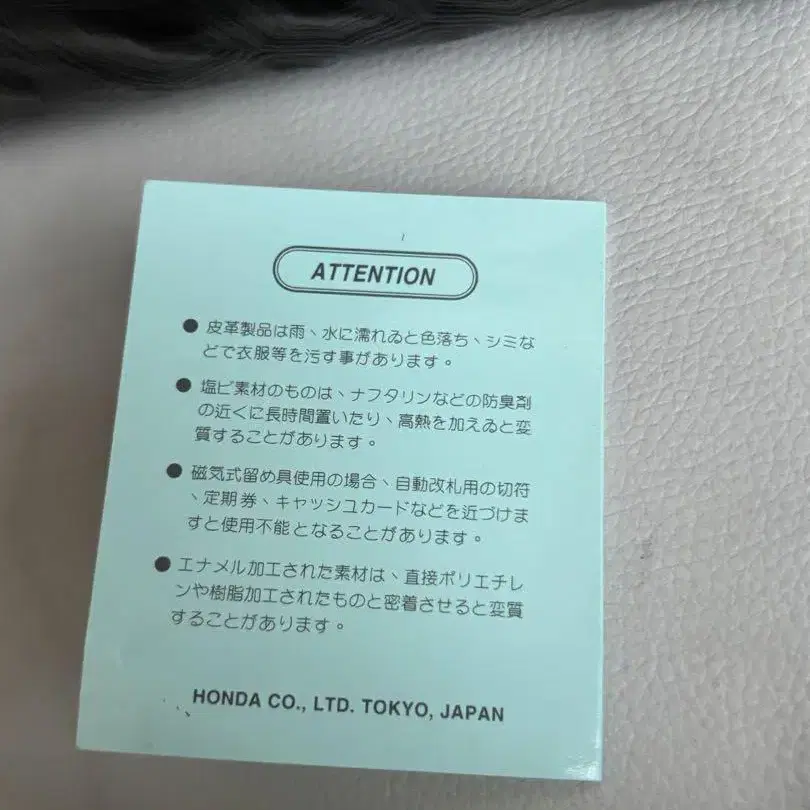 ATTENTION
● 皮革製品は雨、水に濡れゐと色落ち、シミな
どで衣服等を汚す事があります。
● 塩ビ素材のものは、ナフタリンなどの防臭剤
の近くに長時間置いたり、高熱を加えゐと変
質することがあります。
● 磁気式留め具使用の場合、自動改札用の切符
、定期券、キャッシュカードなどを近づけま
すと使用不能となることがあります。
● エナメル加工された素材は、直接ポリエチレ
ンや樹脂加工されたものと密着させると変質
することがあります。
HONDA CO., LTD. TOKYO, JAPAN